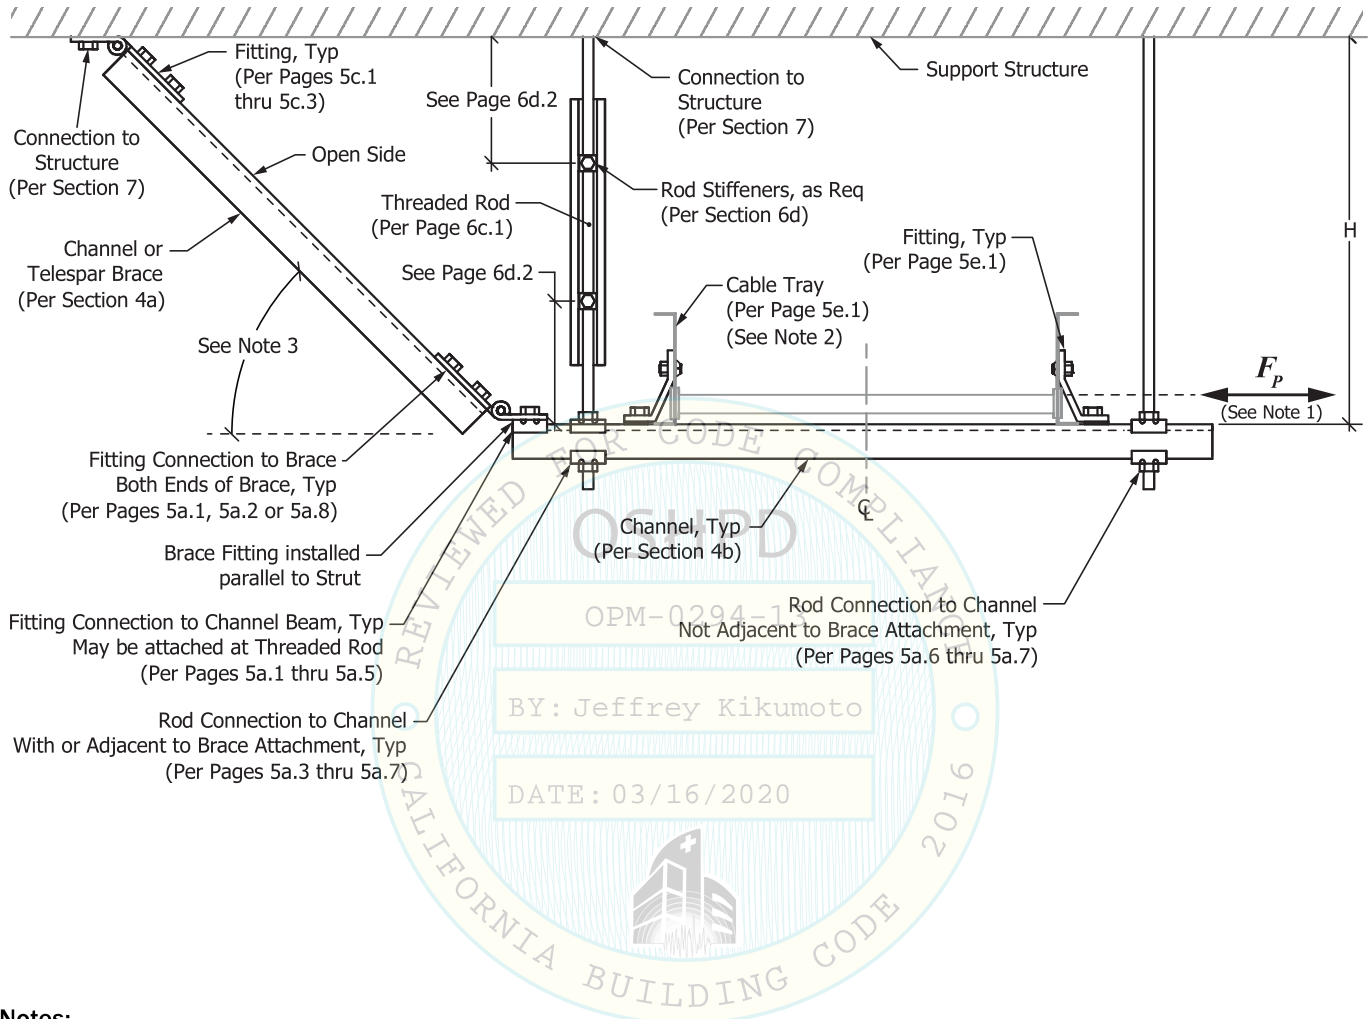 Fitting, Typ
(Per Pages 5c.1
thru 5c.3)
See Page 6d.2
Connection to
Structure
(Per Section 7)
Support Structure
Connection to
Structure
(Per Section 7)
Open Side
Channel or
Telespar Brace
(Per Section 4a)
Threaded Rod
(Per Page 6c.1)
Rod Stiffeners, as Req
(Per Section 6d)
Fitting, Typ
(Per Page 5e.1)
H
See Page 6d.2
Cable Tray
(Per Page 5e.1)
(See Note 2)
See Note 3
F_P
(See Note 1)
Fitting Connection to Brace
Both Ends of Brace, Typ
(Per Pages 5a.1, 5a.2 or 5a.8)
Brace Fitting installed
parallel to Strut
Fitting Connection to Channel Beam, Typ
May be attached at Threaded Rod
(Per Pages 5a.1 thru 5a.5)
Rod Connection to Channel
With or Adjacent to Brace Attachment, Typ
(Per Pages 5a.3 thru 5a.7)
Channel, Typ
(Per Section 4b)
℄
Rod Connection to Channel
Not Adjacent to Brace Attachment, Typ
(Per Pages 5a.6 thru 5a.7)
REVIEWED FOR CODE COMPLIANCE
OSHPD
OPM-0294-13
BY: Jeffrey Kikumoto
DATE: 03/16/2020
CALIFORNIA BUILDING CODE 2016
Notes: